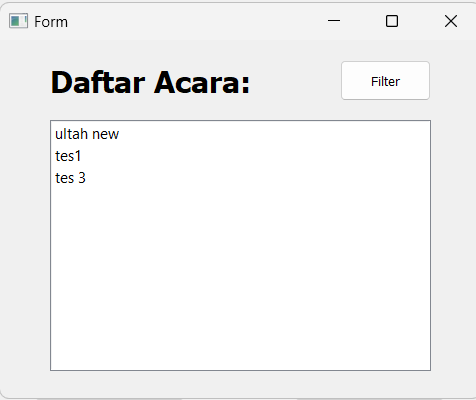 Form
Daftar Acara:
Filter
ultah new
tes1
tes 3